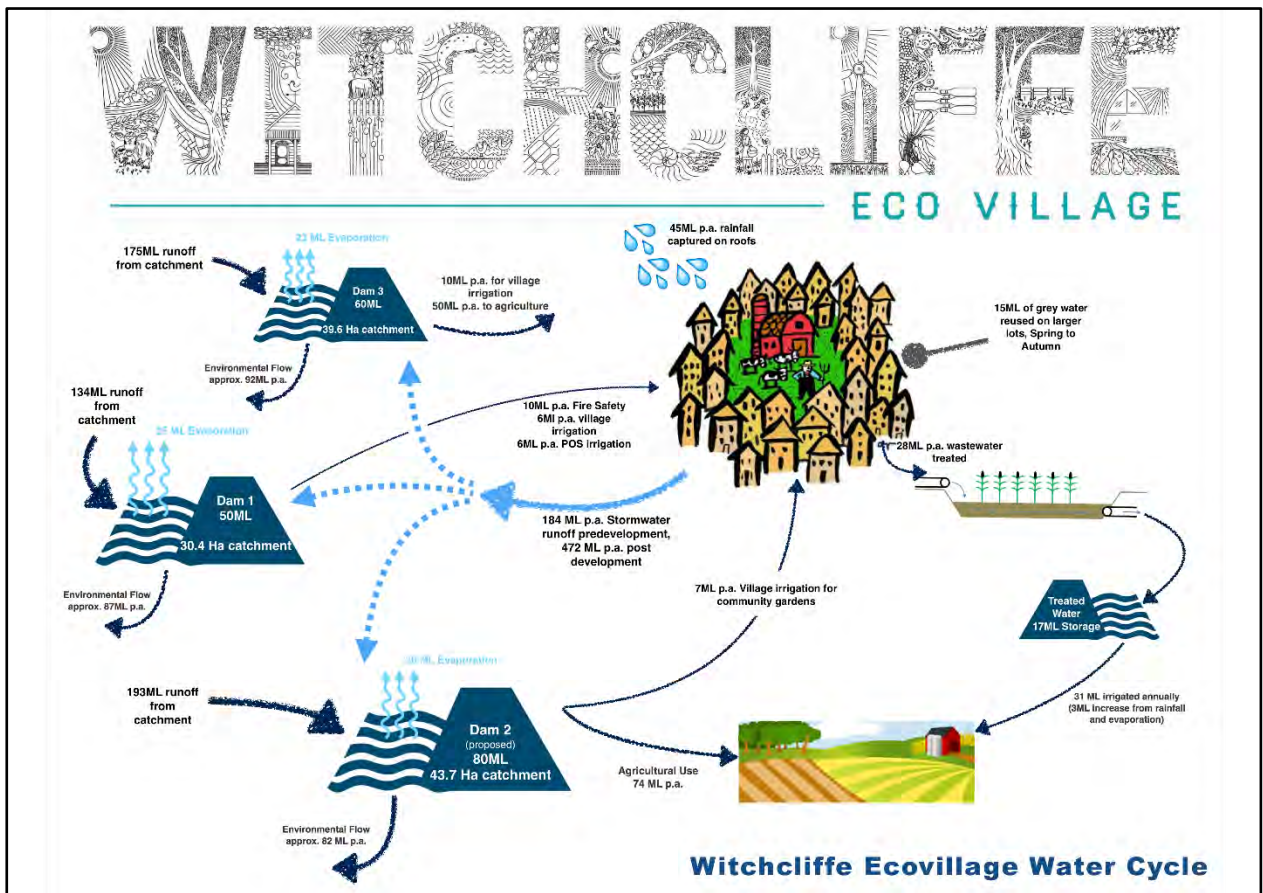 WITCHCLIFFE
ECO VILLAGE
175ML runoff
from catchment
ML Evaporation
Dam 3
60ML
39.6 Ha catchment
10ML p.a. for village
irrigation
50ML p.a. to agriculture
Environmental Flow
approx. 92ML p.a.
45ML p.a. rainfall
captured on roofs
15ML of grey water
reused on larger
lots, Spring to
Autumn
134ML runoff
from
catchment
25 ML Evaporation
Dam 1
50ML
30.4 Ha catchment
10ML p.a. Fire Safety
6Ml p.a. village
irrigation
6ML p.a. POS irrigation
28ML p.a. wastewater
treated
184 ML p.a. Stormwater
runoff predevelopment,
472 ML p.a. post
development
Environmental Flow
approx. 87ML p.a.
7ML p.a. Village irrigation for
community gardens
Treated
Water
17ML Storage
ML Evaporation
193ML runoff
from
catchment
Dam 2
(proposed)
80ML
43.7 Ha catchment
31 ML irrigated annually
(3ML increase from rainfall
and evaporation)
Agricultural Use
74 ML p.a.
Environmental Flow
approx. 82 ML p.a.
Witchcliffe Ecovillage Water Cycle